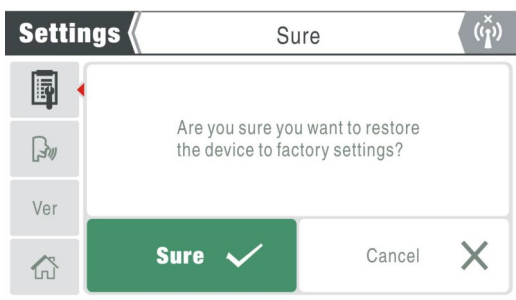 Settings
Sure
Are you sure you want to restore
the device to factory settings?
Ver
Sure
Cancel